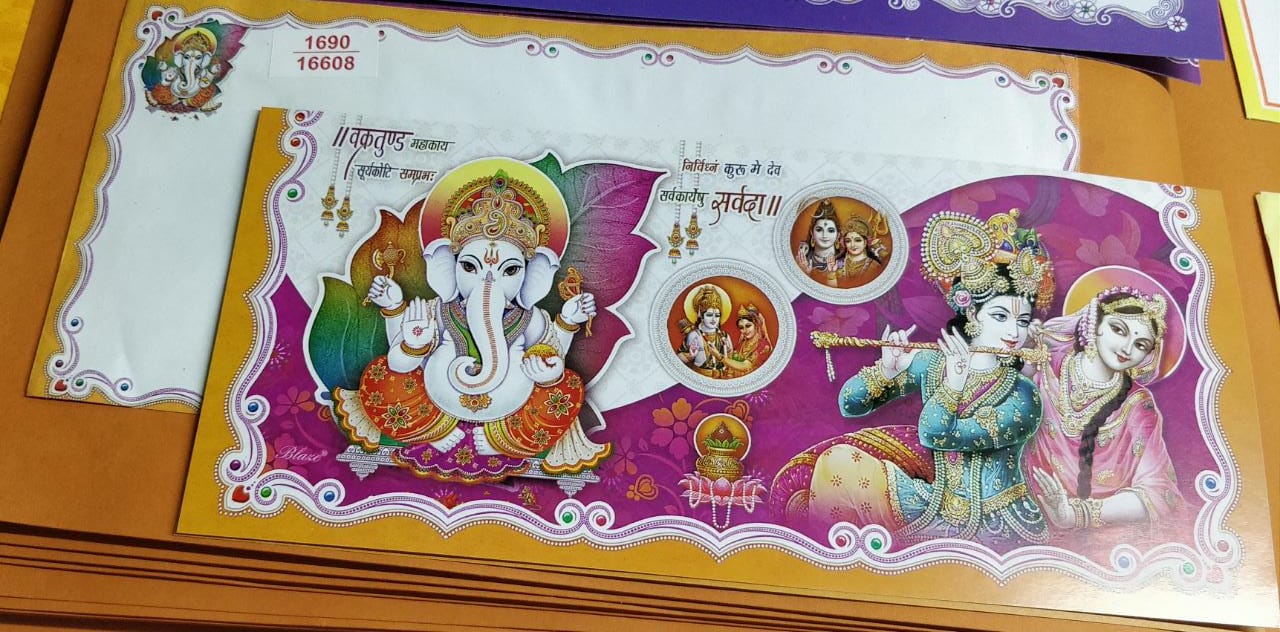 1690
16608
॥ वक्रतुण्ड महाकाय
सूर्यकोटि समप्रभः
निर्विघ्नं कुरू मे देव
सर्वकार्येषु सर्वदा ॥
Blaze